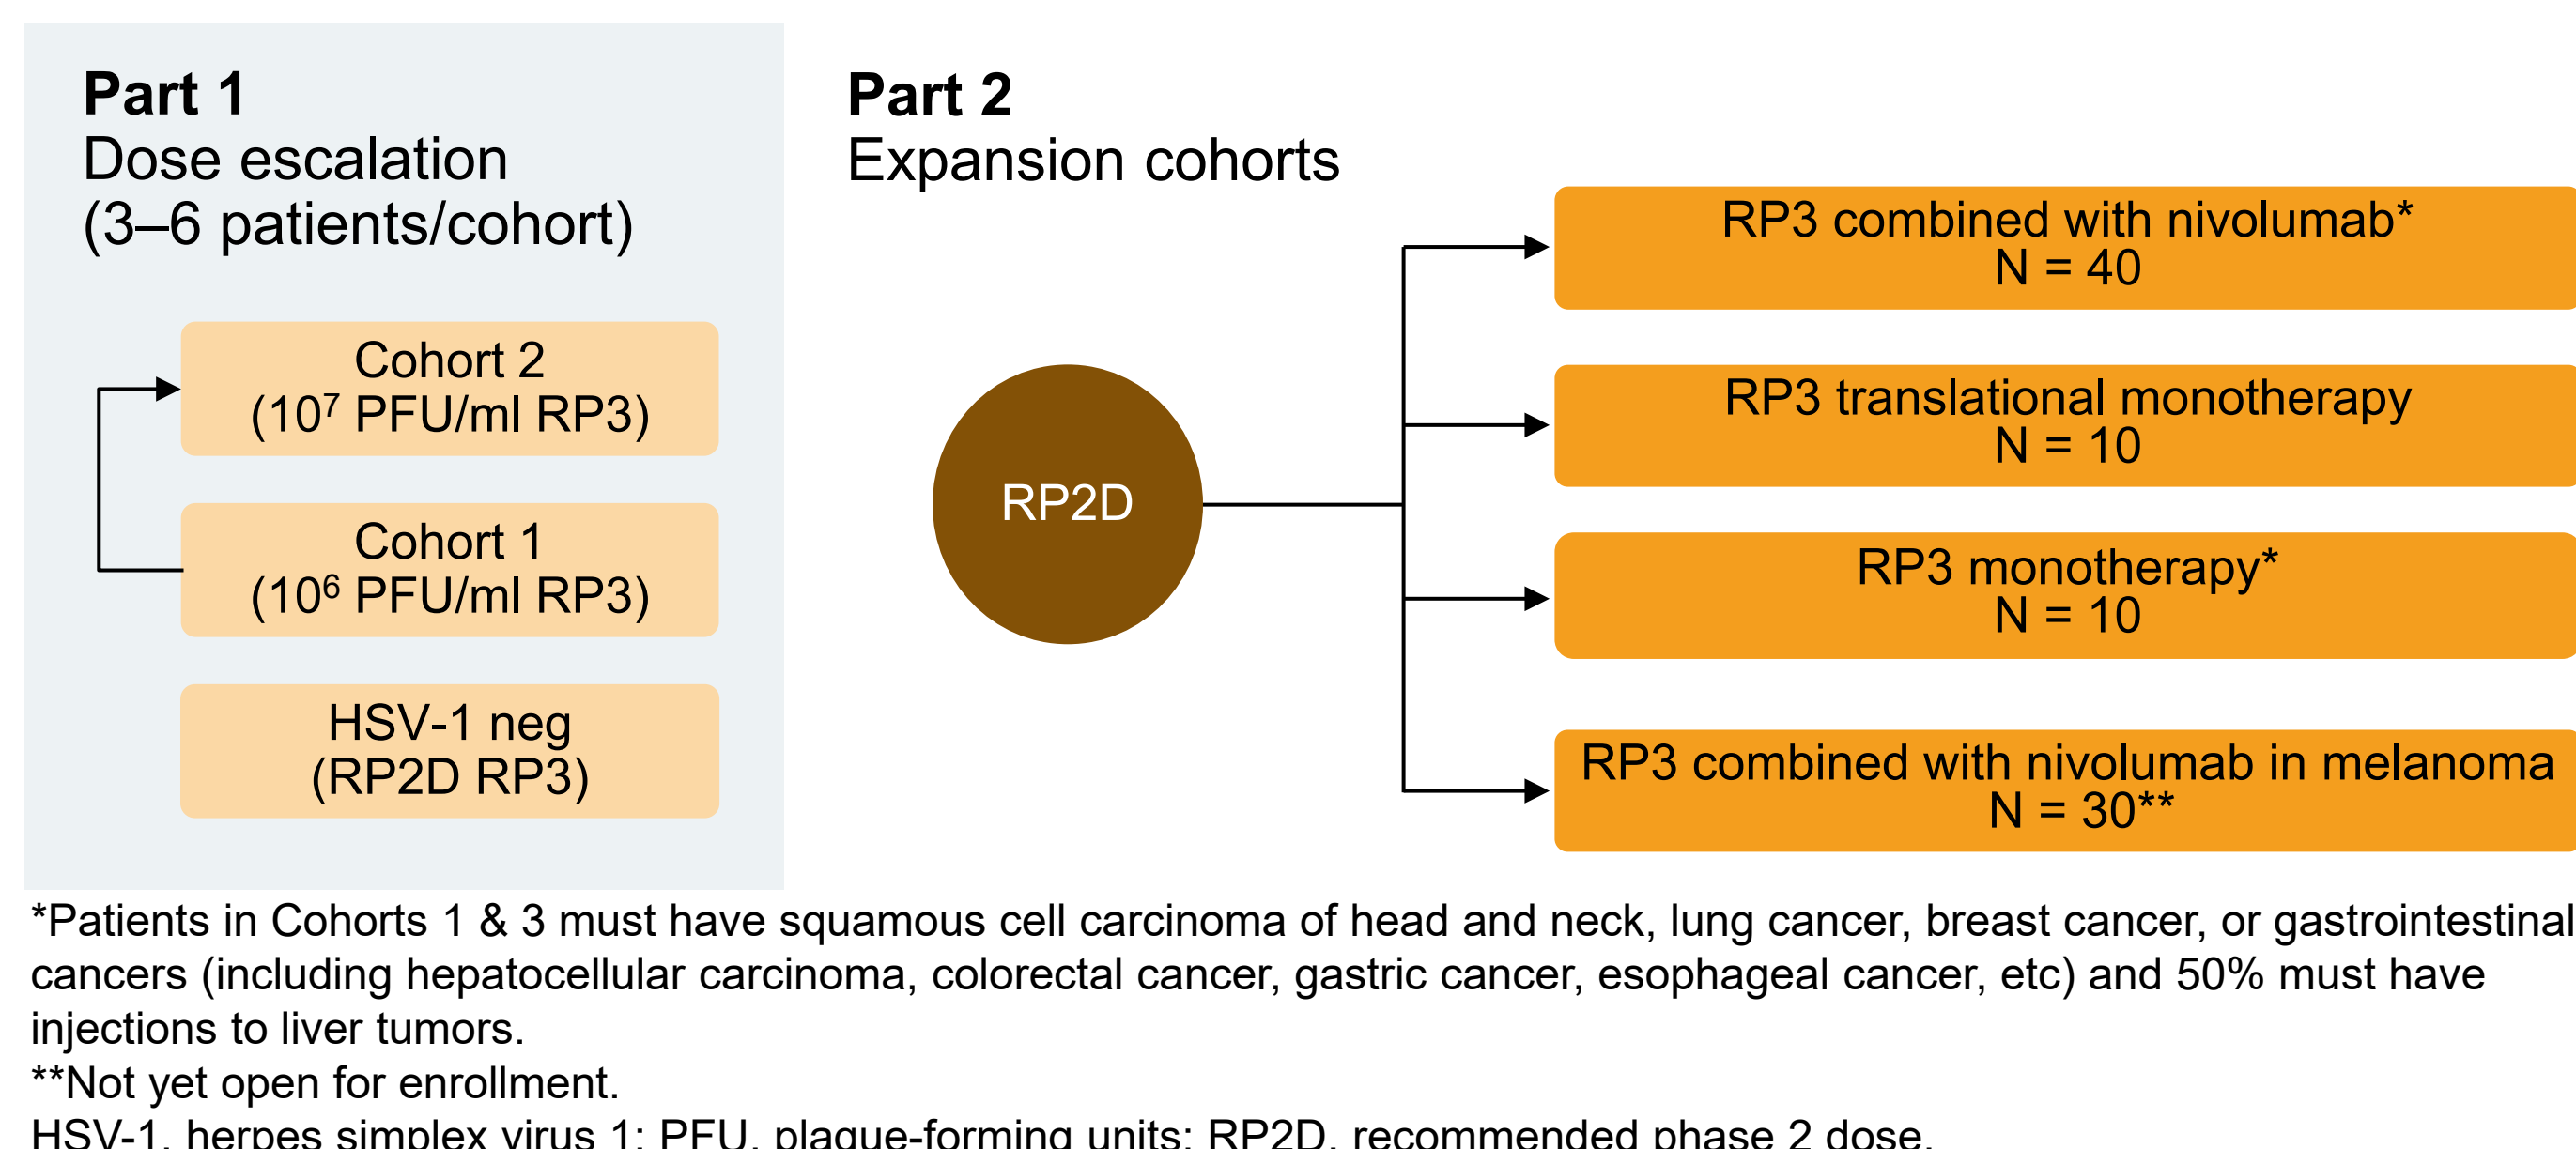 Part 1
Dose escalation
(3–6 patients/cohort)
Cohort 2
(10⁷ PFU/ml RP3)
Cohort 1
(10⁶ PFU/ml RP3)
HSV-1 neg
(RP2D RP3)
Part 2
Expansion cohorts
RP2D
RP3 combined with nivolumab*
N = 40
RP3 translational monotherapy
N = 10
RP3 monotherapy*
N = 10
RP3 combined with nivolumab in melanoma
N = 30**
*Patients in Cohorts 1 & 3 must have squamous cell carcinoma of head and neck, lung cancer, breast cancer, or gastrointestinal
cancers (including hepatocellular carcinoma, colorectal cancer, gastric cancer, esophageal cancer, etc) and 50% must have
injections to liver tumors.
**Not yet open for enrollment.
HSV-1, herpes simplex virus 1; PFU, plaque-forming units; RP2D, recommended phase 2 dose.